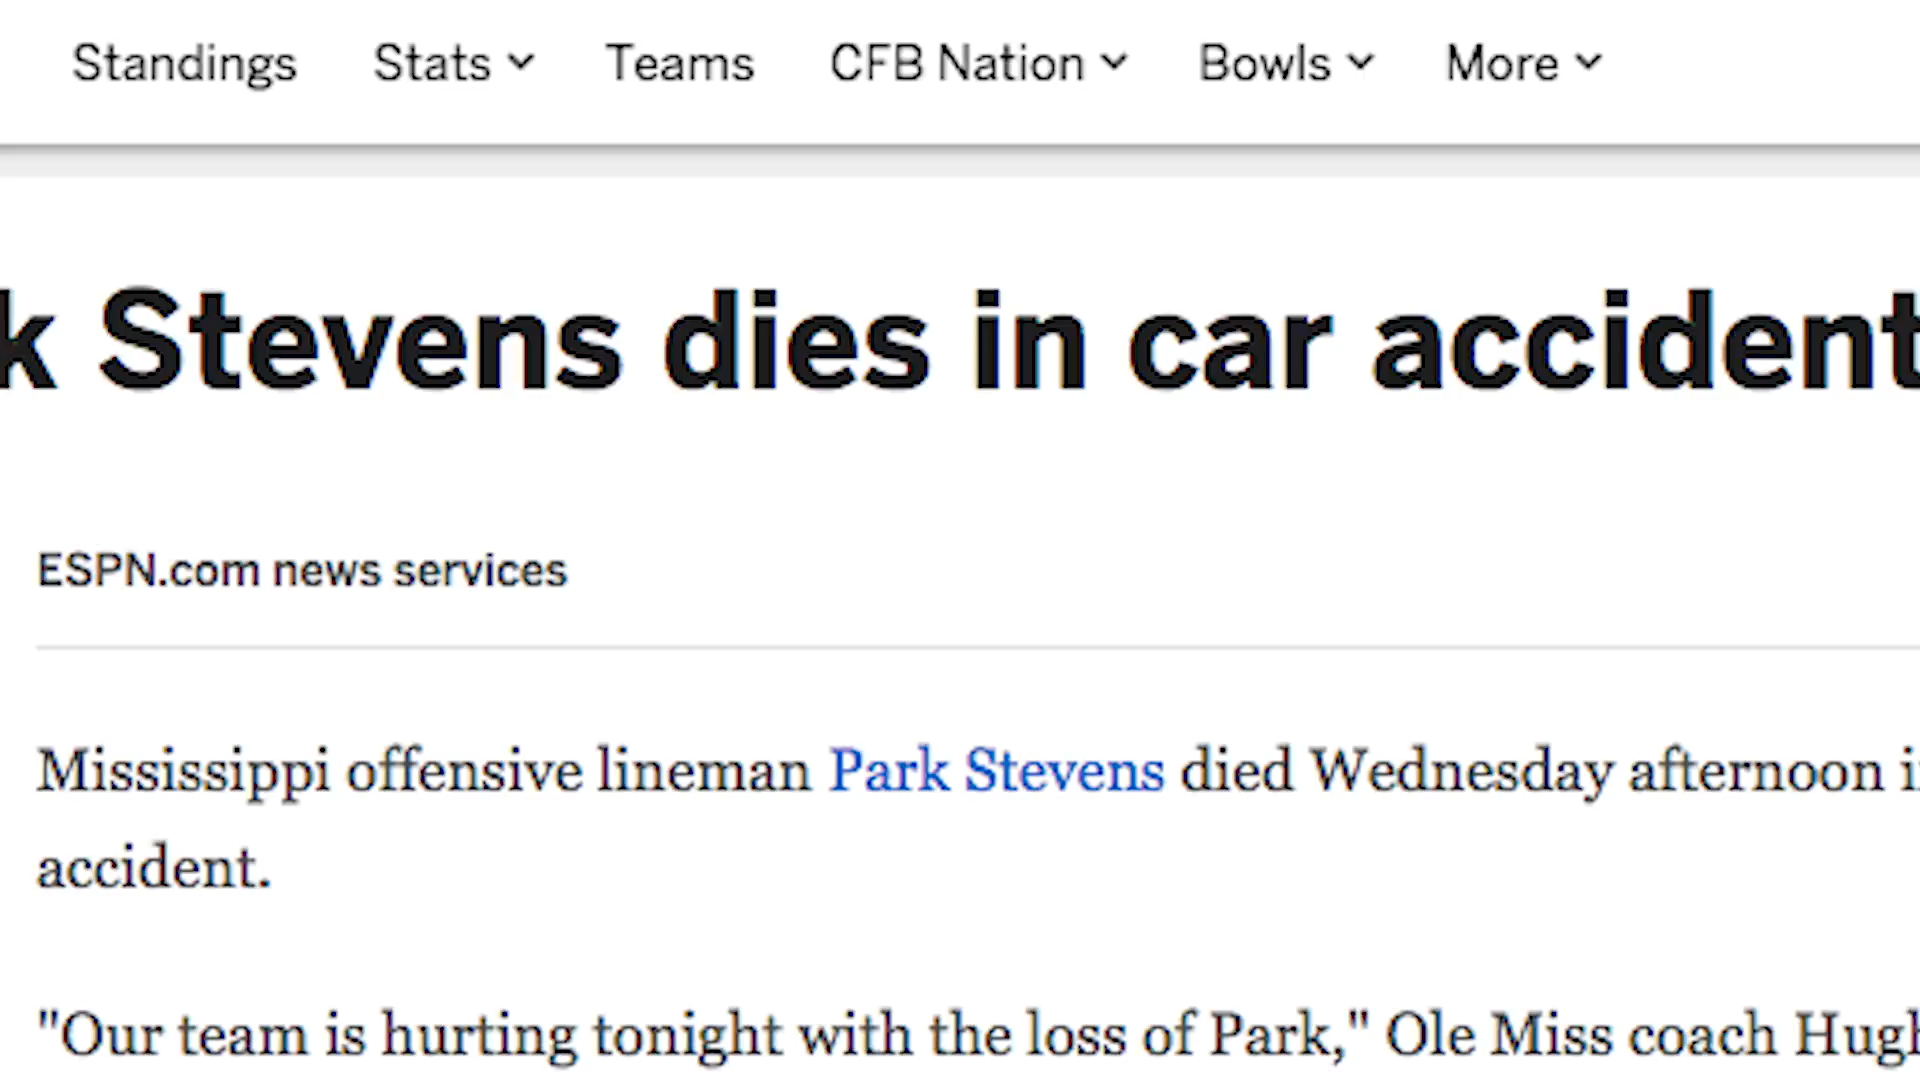 Standings Stats Teams CFB Nation Bowls More
Stevens dies in car accident
ESPN.com news services
Mississippi offensive lineman Park Stevens died Wednesday afternoon
accident.
"Our team is hurting tonight with the loss of Park," Ole Miss coach